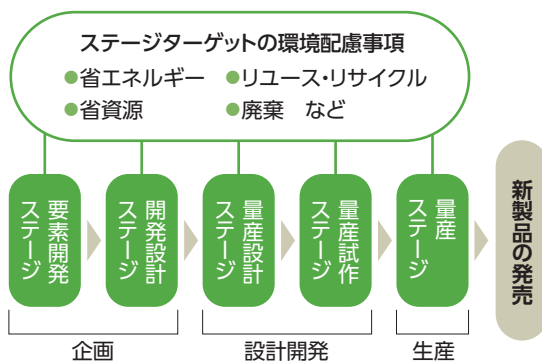 ステージターゲットの環境配慮事項
●省エネルギー ●リユース・リサイクル
●省資源 ●廃棄 など
要素開発
ステージ
開発設計
ステージ
量産設計
ステージ
量産試作
ステージ
量産
ステージ
新製品の発売
企画
設計開発
生産